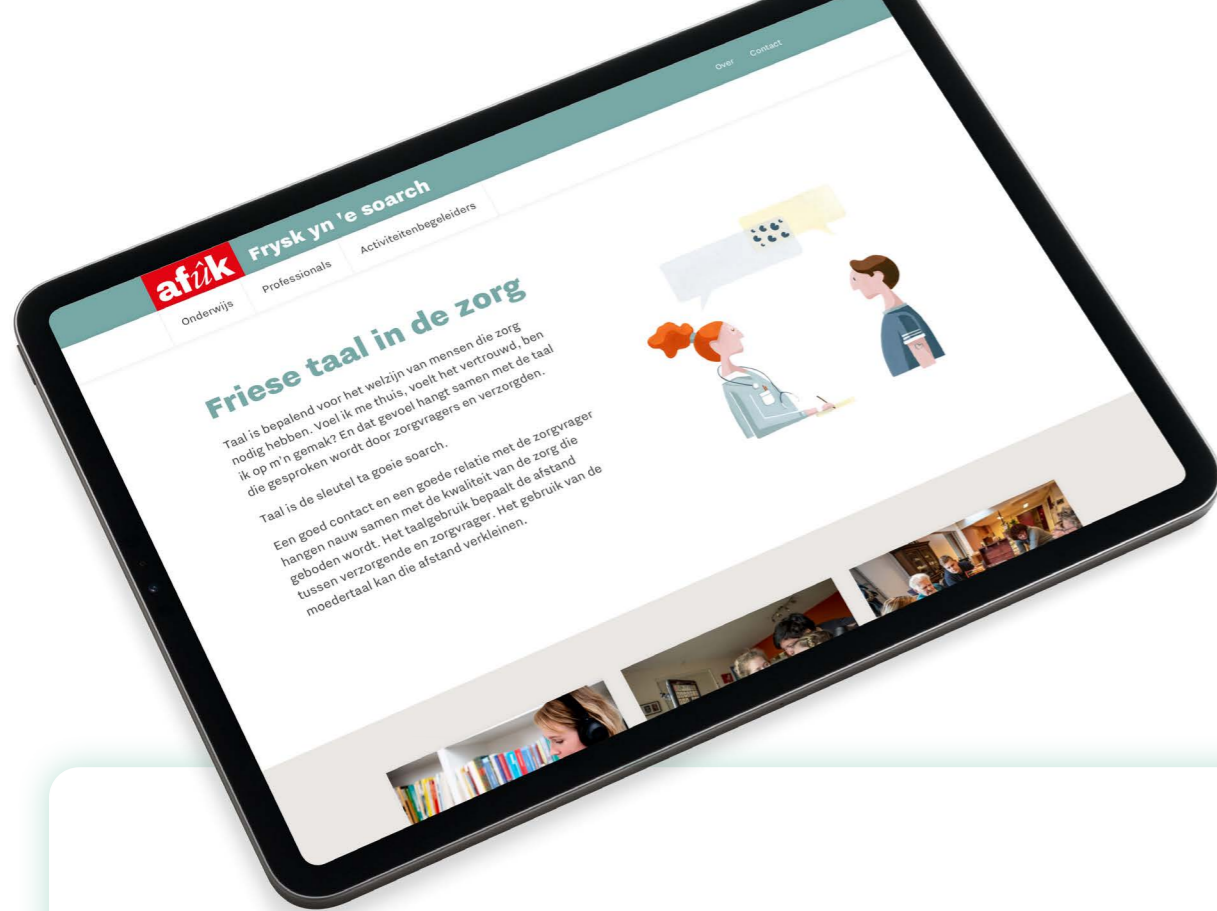 Over Contact
afûk Frysk yn 'e soarch
Onderwijs Professionals Activiteitenbegeleiders
Friese taal in de zorg
Taal is bepalend voor het welzijn van mensen die zorg
nodig hebben. Voel ik me thuis, voelt het vertrouwd, ben
ik op m'n gemak? En dat gevoel hangt samen met de taal
die gesproken wordt door zorgvragers en verzorgden.
Taal is de sleutel ta goeie soarch.
Een goed contact en een goede relatie met de zorgvrager
hangen nauw samen met de kwaliteit van de zorg die
geboden wordt. Het taalgebruik bepaalt de afstand
tussen verzorgende en zorgvrager. Het gebruik van de
moedertaal kan die afstand verkleinen.